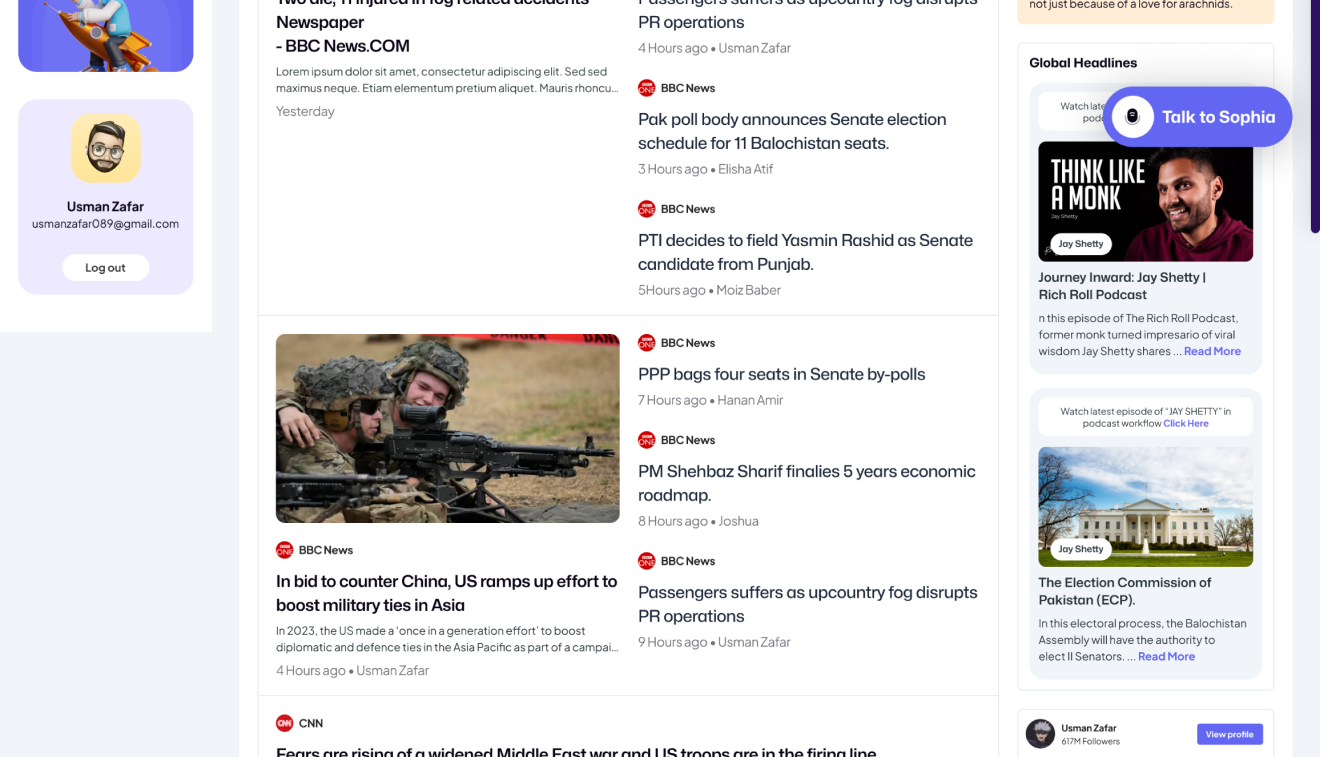 Usman Zafar
usmanzafar089@gmail.com
Log out
Two die, 11 injured in fog related accidents
Newspaper
- BBC News.COM
Lorem ipsum dolor sit amet, consectetur adipiscing elit. Sed sed
maximus neque. Etiam elementum pretium aliquet. Mauris rhoncu...
Yesterday
Passengers suffers as upcountry fog disrupts
PR operations
4 Hours ago • Usman Zafar
BBC News
Pak poll body announces Senate election
schedule for 11 Balochistan seats.
3 Hours ago • Elisha Atif
BBC News
PTI decides to field Yasmin Rashid as Senate
candidate from Punjab.
5Hours ago • Moiz Baber
DANGER
BBC News
In bid to counter China, US ramps up effort to
boost military ties in Asia
In 2023, the US made a ‘once in a generation effort’ to boost
diplomatic and defence ties in the Asia Pacific as part of a campai...
4 Hours ago • Usman Zafar
BBC News
PPP bags four seats in Senate by-polls
7 Hours ago • Hanan Amir
BBC News
PM Shehbaz Sharif finalies 5 years economic
roadmap.
8 Hours ago • Joshua
BBC News
Passengers suffers as upcountry fog disrupts
PR operations
9 Hours ago • Usman Zafar
CNN
Fears are rising of a widened Middle East war and US troops are in the firing line
not just because of a love for arachnids.
Global Headlines
Watch late
podc
Talk to Sophia
THINK LIKE
A MONK
Jay Shetty
Jay Shetty
Journey Inward: Jay Shetty |
Rich Roll Podcast
n this episode of The Rich Roll Podcast,
former monk turned impresario of viral
wisdom Jay Shetty shares ... Read More
Watch latest episode of "JAY SHETTY" in
podcast workflow Click Here
Jay Shetty
The Election Commission of
Pakistan (ECP).
In this electoral process, the Balochistan
Assembly will have the authority to
elect II Senators. ... Read More
Usman Zafar
617M Followers
View profile